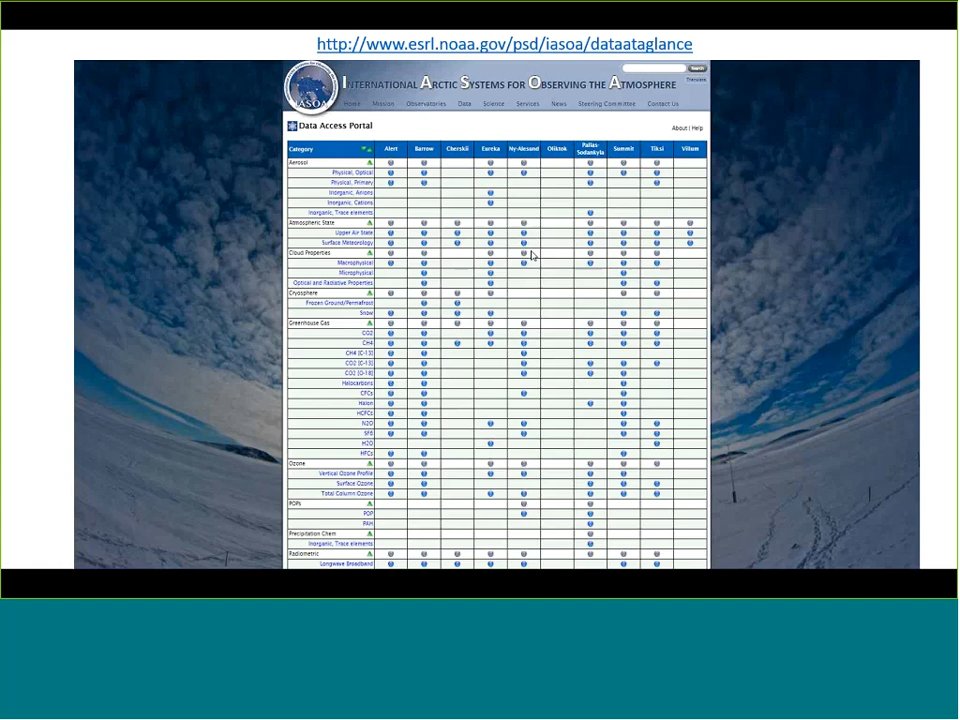 http://www.esrl.noaa.gov/psd/iasoa/dataataglance
INTERNATIONAL ARCTIC SYSTEMS FOR OBSERVING THE ATMOSPHERE
Search
Translate
IASOA
Home Mission Observatories Data Science Services News Steering Committee Contact Us
Data Access Portal
About | Help
Category Alert Barrow Cherskii Eureka Ny-Alesund Oliktok Pallas-Sodankyla Summit Tiksi Villum
Aerosol
Physical, Optical
Physical, Primary
Inorganic, Anions
Inorganic, Cations
Inorganic, Trace elements
Atmospheric State
Upper Air State
Surface Meteorology
Cloud Properties
Macrophysical
Microphysical
Optical and Radiative Properties
Cryosphere
Frozen Ground/Permafrost
Snow
Greenhouse Gas
CO2
CH4
CH4 [C-13]
CO2 [C-13]
CO2 [O-18]
Halocarbons
CFCs
Halon
HCFCs
N2O
SF6
H2O
HFCs
Ozone
Vertical Ozone Profile
Surface Ozone
Total Column Ozone
POPs
POP
PAH
Precipitation Chem
Inorganic, Trace elements
Radiometric
Longwave Broadband